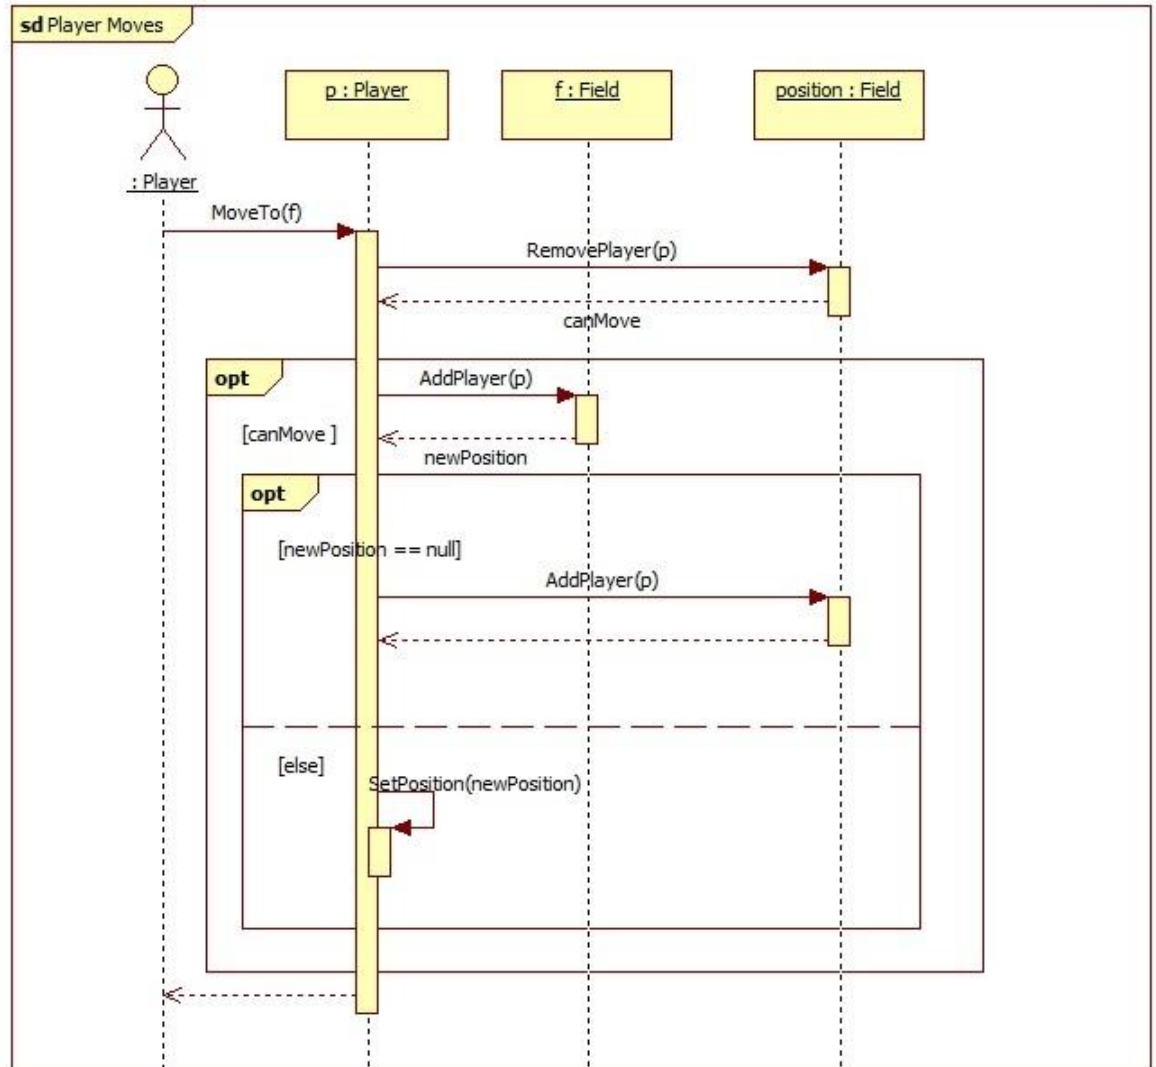 sd Player Moves
p : Player
f : Field
position : Field
: Player
MoveTo(f)
RemovePlayer(p)
canMove
opt
AddPlayer(p)
[canMove ]
newPosition
opt
[newPosition == null]
AddPlayer(p)
[else]
SetPosition(newPosition)